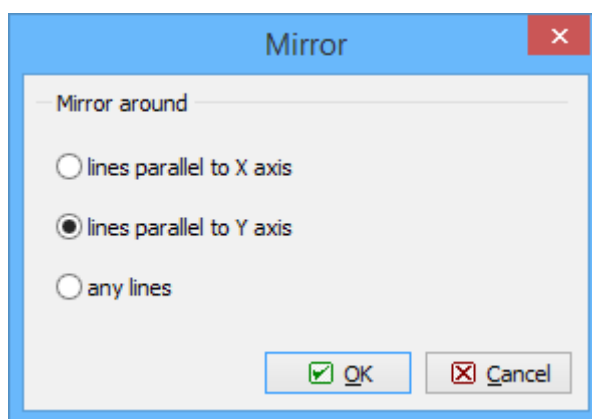 Mirror
Mirror around
lines parallel to X axis
lines parallel to Y axis
any lines
OK Cancel